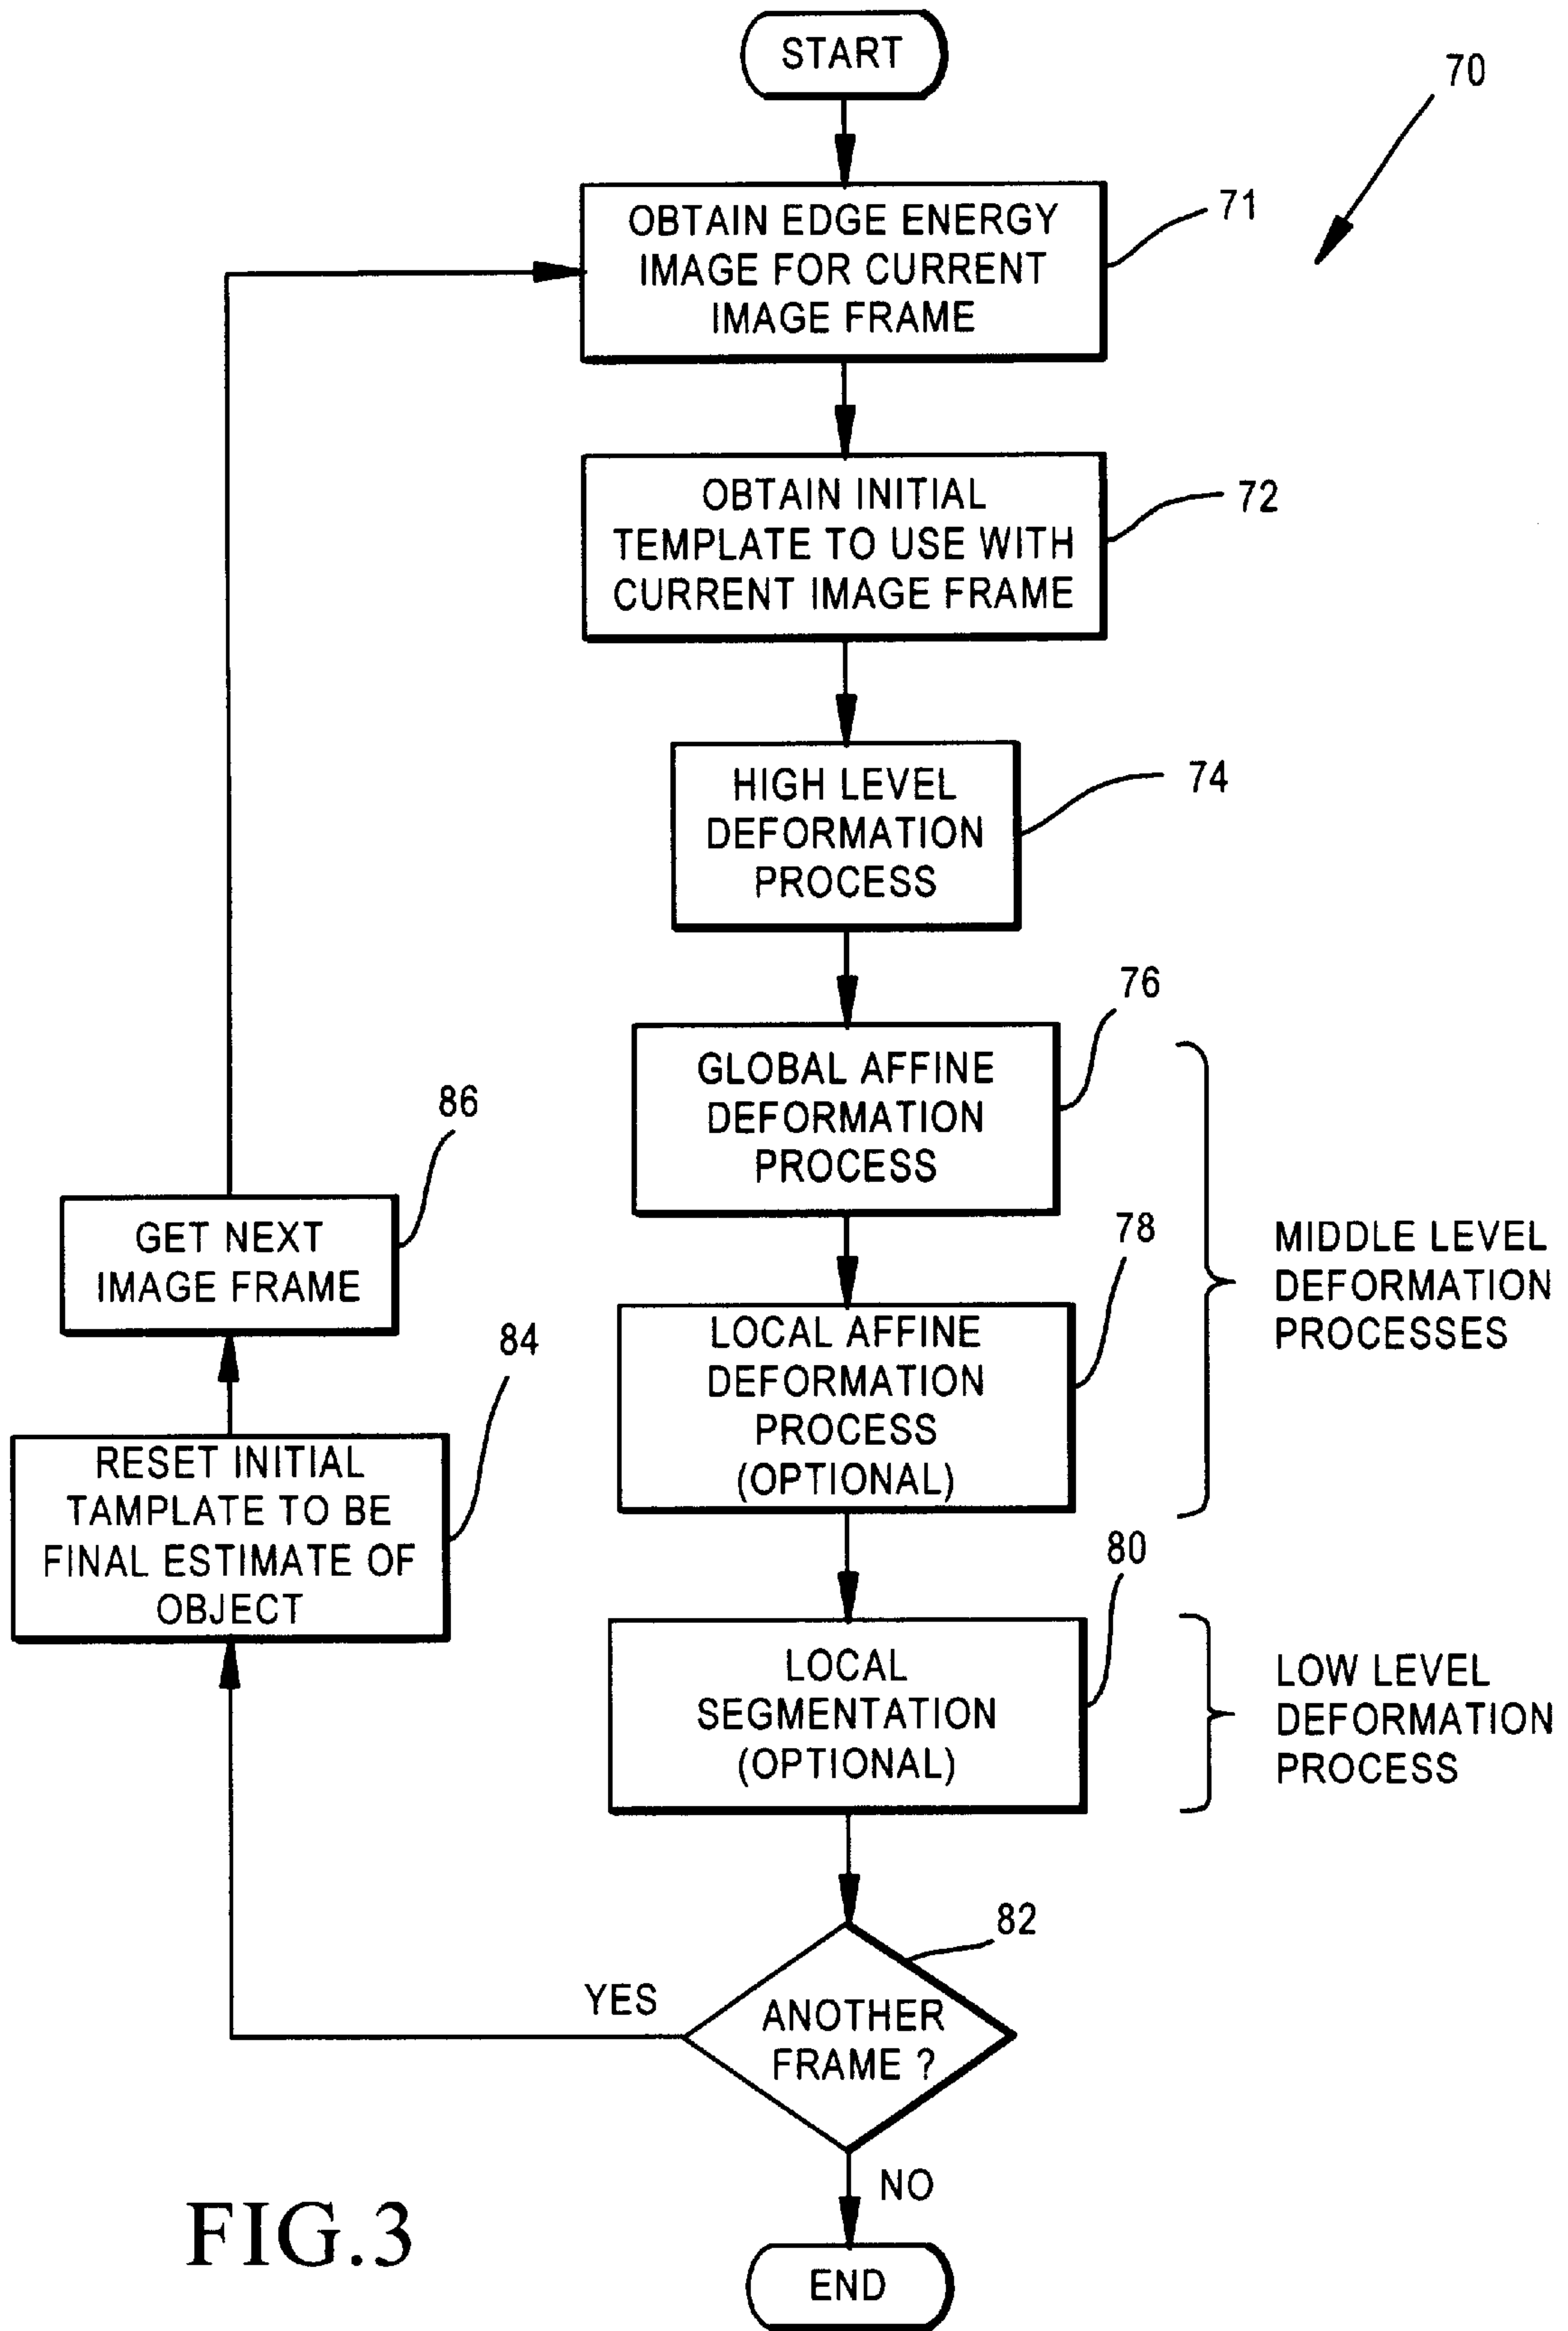 START
70
OBTAIN EDGE ENERGY
IMAGE FOR CURRENT
IMAGE FRAME
71
OBTAIN INITIAL
TEMPLATE TO USE WITH
CURRENT IMAGE FRAME
72
HIGH LEVEL
DEFORMATION
PROCESS
74
GLOBAL AFFINE
DEFORMATION
PROCESS
76
LOCAL AFFINE
DEFORMATION
PROCESS
(OPTIONAL)
78
MIDDLE LEVEL
DEFORMATION
PROCESSES
LOCAL
SEGMENTATION
(OPTIONAL)
80
LOW LEVEL
DEFORMATION
PROCESS
ANOTHER
FRAME ?
82
YES
NO
RESET INITIAL
TAMPLATE TO BE
FINAL ESTIMATE OF
OBJECT
84
GET NEXT
IMAGE FRAME
86
END
FIG.3